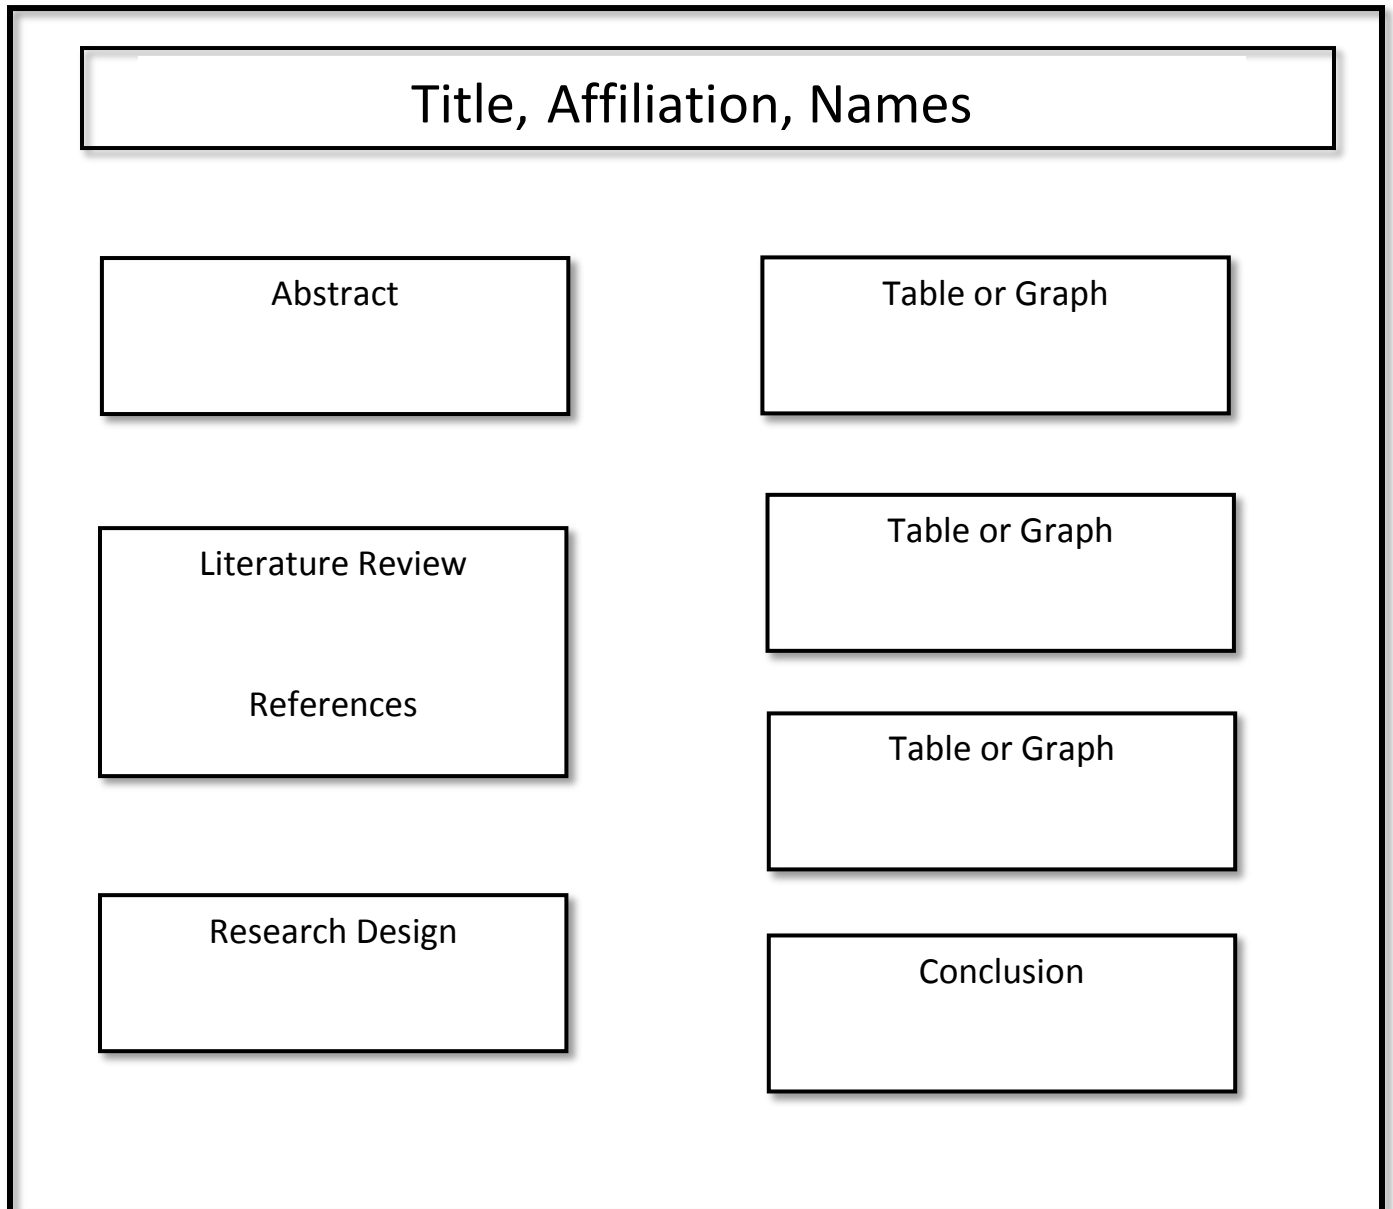 Title, Affiliation, Names
Abstract
Literature Review
References
Research Design
Table or Graph
Table or Graph
Table or Graph
Conclusion